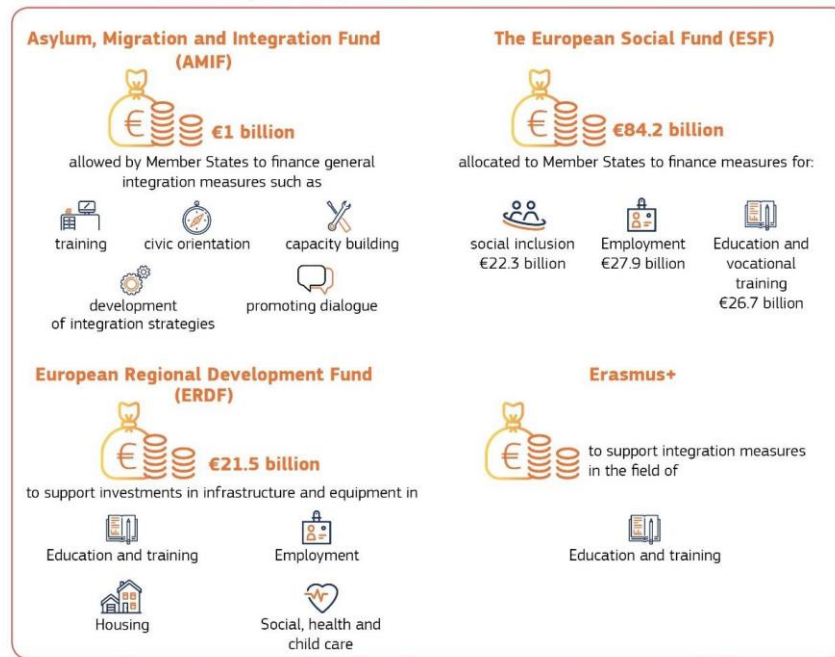 Asylum, Migration and Integration Fund
(AMIF)
€
€1 billion
allowed by Member States to finance general
integration measures such as
training
civic orientation
capacity building
development
of integration strategies
promoting dialogue
The European Social Fund (ESF)
€
€84.2 billion
allocated to Member States to finance measures for:
social inclusion
€22.3 billion
Employment
€27.9 billion
Education and
vocational
training
€26.7 billion
European Regional Development Fund
(ERDF)
€
€21.5 billion
to support investments in infrastructure and equipment in
Education and training
Employment
Housing
Social, health and
child care
Erasmus+
€
to support integration measures
in the field of
Education and training